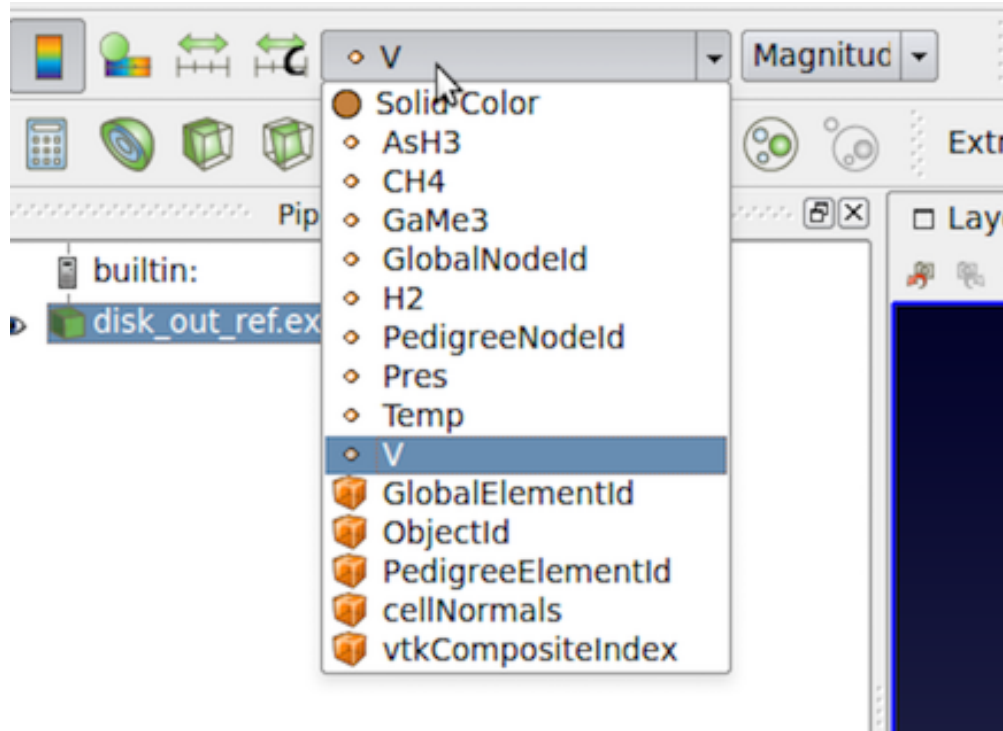 V
Magnitud
Solid Color
AsH3
CH4
GaMe3
GlobalNodeId
H2
PedigreeNodeId
Pres
Temp
V
GlobalElementId
ObjectId
PedigreeElementId
cellNormals
vtkCompositeIndex
Extr
Pip
Lay
builtin:
disk_out_ref.ex